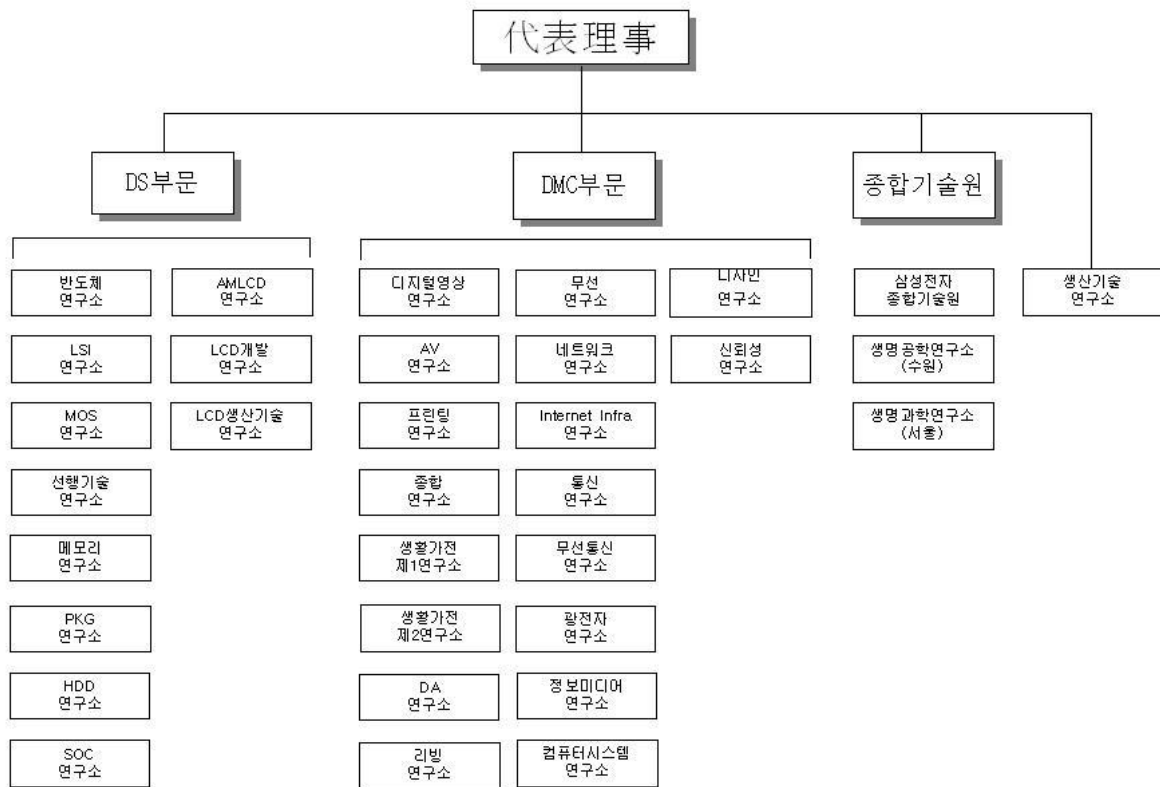 代表理事
DS부문
DMC부문
종합기술원
반도체
연구소
AMLCD
연구소
디지털영상
연구소
무선
연구소
디자인
연구소
삼성전자
종합기술원
생산기술
연구소
LSI
연구소
LCD개발
연구소
AV
연구소
네트워크
연구소
신뢰성
연구소
생명공학연구소
(수원)
MOS
연구소
LCD생산기술
연구소
프린팅
연구소
Internet Infra
연구소
생명과학연구소
(서울)
선행기술
연구소
종합
연구소
통신
연구소
메모리
연구소
생활가전
제1연구소
무선통신
연구소
PKG
연구소
생활가전
제2연구소
광전자
연구소
HDD
연구소
DA
연구소
정보미디어
연구소
SOC
연구소
리빙
연구소
컴퓨터시스템
연구소